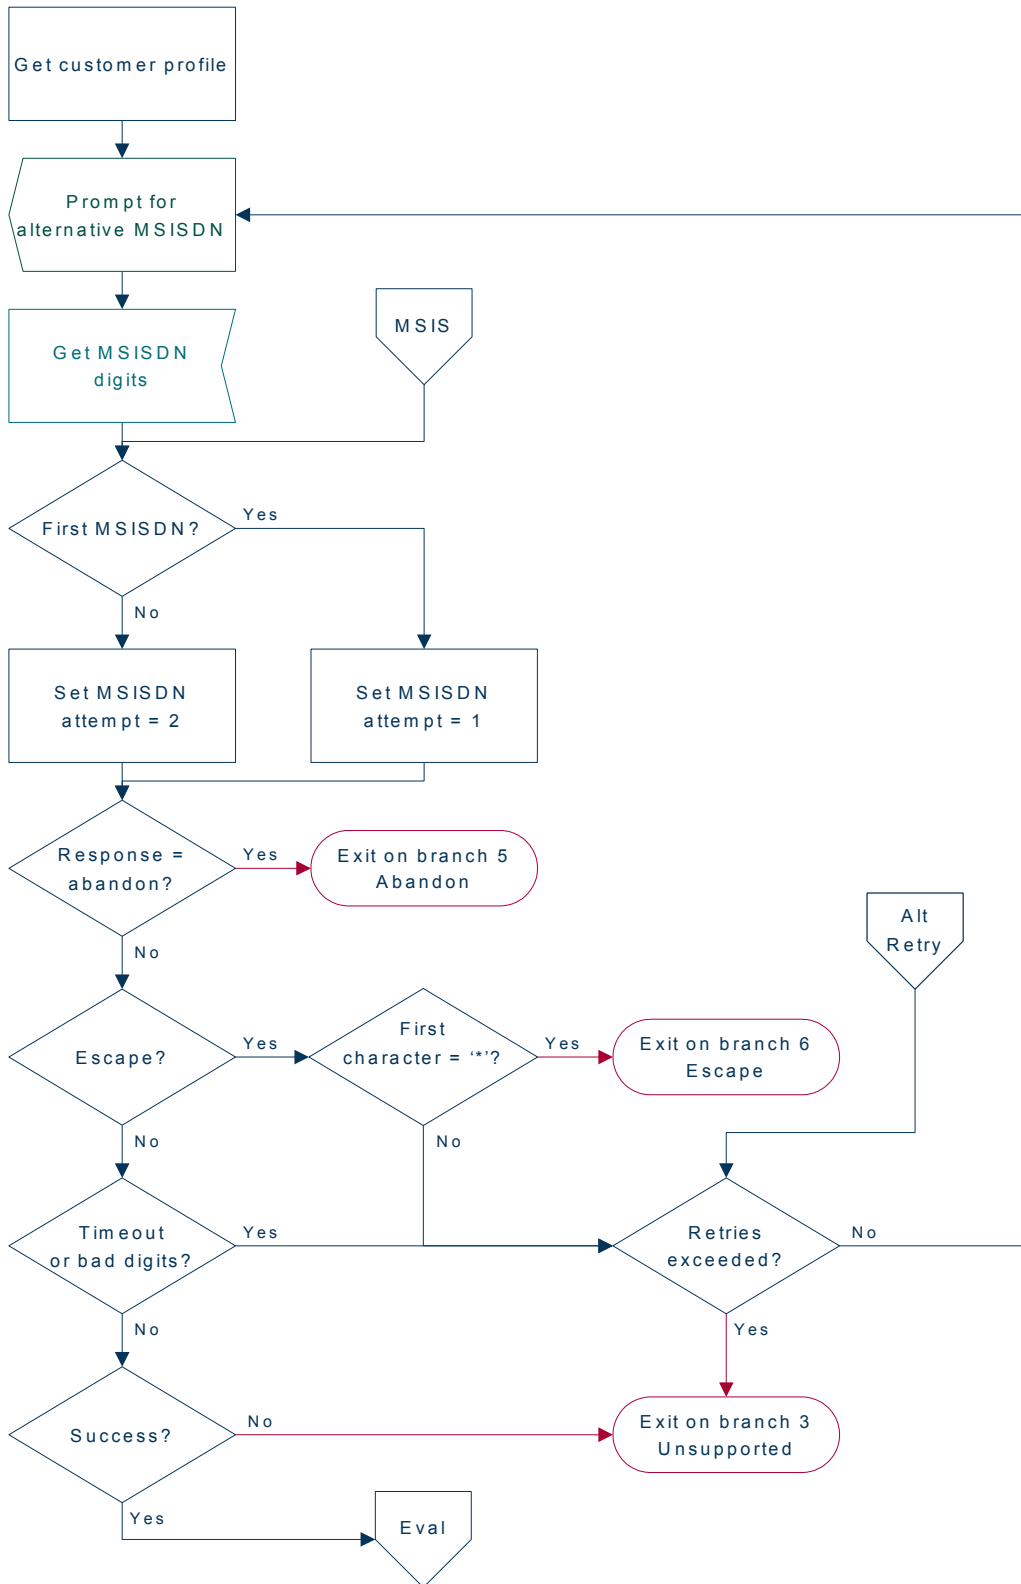 Get customer profile
Prompt for
alternative MSISDN
Get MSISDN
digits
MSIS
First MSISDN?
Yes
No
Set MSISDN
attempt = 2
Set MSISDN
attempt = 1
Response =
abandon?
Yes
Exit on branch 5
Abandon
No
Alt
Retry
Escape?
Yes
First
character = ‘*’?
Yes
Exit on branch 6
Escape
No
No
Timeout
or bad digits?
Yes
Retries
exceeded?
No
No
Yes
Success?
No
Exit on branch 3
Unsupported
Yes
Eval